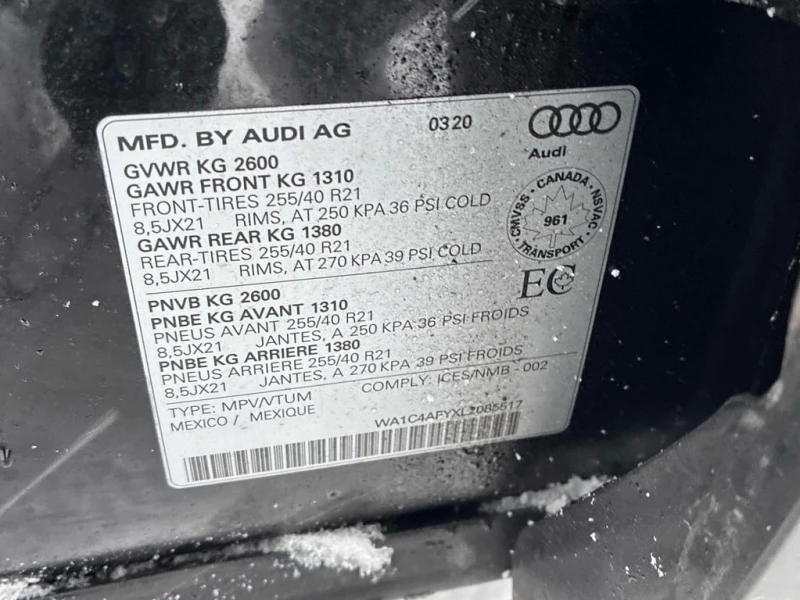 MFD. BY AUDI AG 0320
Audi
GVWR KG 2600
GAWR FRONT KG 1310
FRONT-TIRES 255/40 R21
8,5JX21 RIMS, AT 250 KPA 36 PSI COLD
GAWR REAR KG 1380
REAR-TIRES 255/40 R21
8,5JX21 RIMS, AT 270 KPA 39 PSI COLD
CMVSS - CANADA - NSVAC
961
TRANSPORT
EC
PNVB KG 2600
PNBE KG AVANT 1310
PNEUS AVANT 255/40 R21
8,5JX21 JANTES, A 250 KPA 36 PSI FROIDS
PNBE KG ARRIERE 1380
PNEUS ARRIERE 255/40 R21
8,5JX21 JANTES, A 270 KPA 39 PSI FROIDS
TYPE: MPV/VTUM COMPLY: ICES/NMB - 002
MEXICO / MEXIQUE